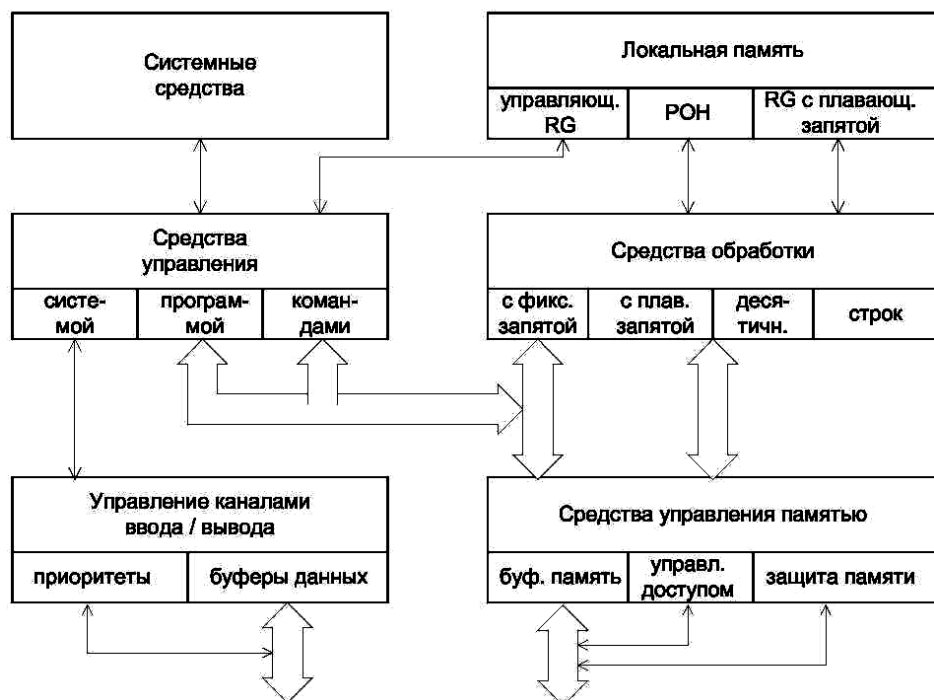 Системные
средства
Локальная память
управляющ.
RG
РОН
RG с плавающ.
запятой
Средства
управления
систе-
мой
програм-
мой
коман-
дами
Средства обработки
с фикс.
запятой
с плав.
запятой
деся-
тичн.
строк
Управление каналами
ввода / вывода
приоритеты
буферы данных
Средства управления памятью
буф. память
управл.
доступом
защита памяти